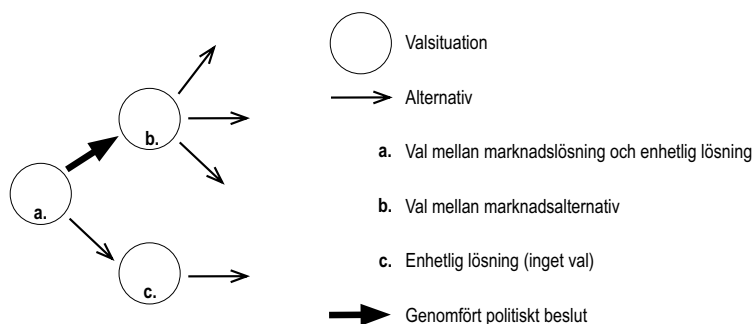 b.
a.
c.
Valsituation
Alternativ
a. Val mellan marknadslösning och enhetlig lösning
b. Val mellan marknadsalternativ
c. Enhetlig lösning (inget val)
Genomfört politiskt beslut